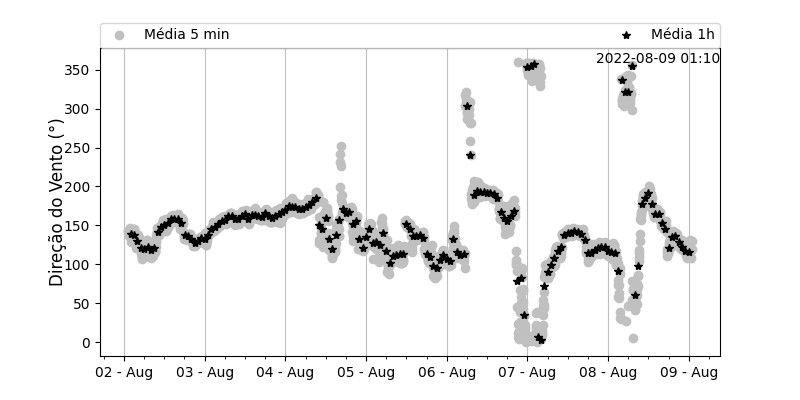 Média 5 min
Média 1h
2022-08-09 01:10
Direção do Vento (°)
350
300
250
200
150
100
50
0
02 - Aug
03 - Aug
04 - Aug
05 - Aug
06 - Aug
07 - Aug
08 - Aug
09 - Aug